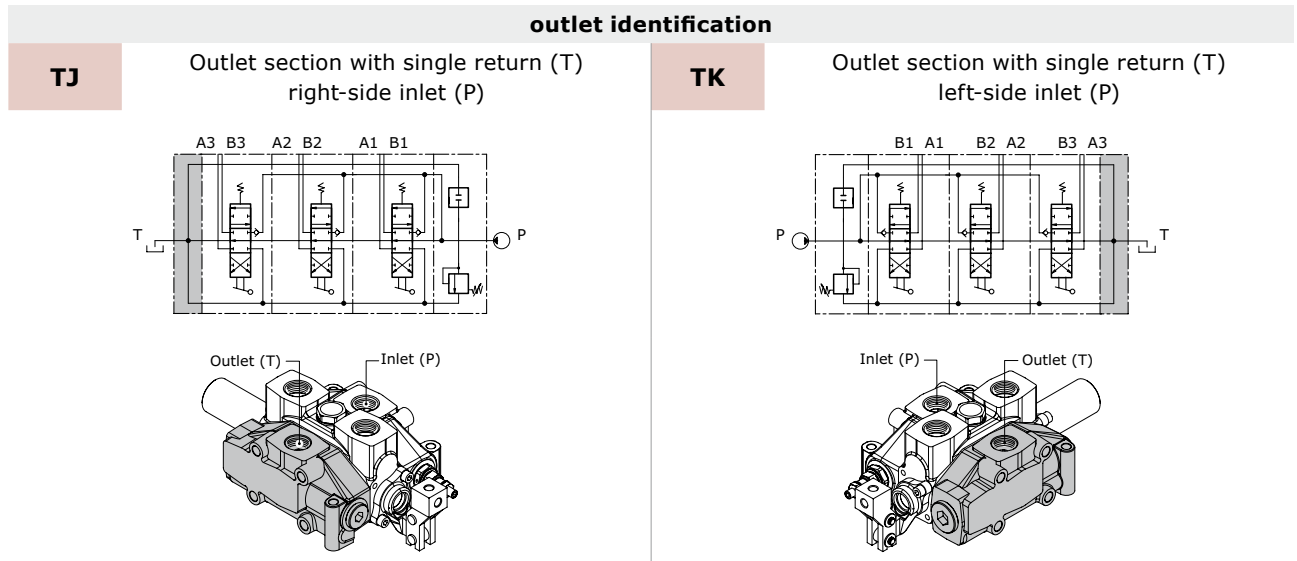 outlet identification
TJ
Outlet section with single return (T)
right-side inlet (P)
A3 B3 A2 B2 A1 B1
T
P
Outlet (T)
Inlet (P)
TK
Outlet section with single return (T)
left-side inlet (P)
B1 A1 B2 A2 B3 A3
P
T
Inlet (P)
Outlet (T)